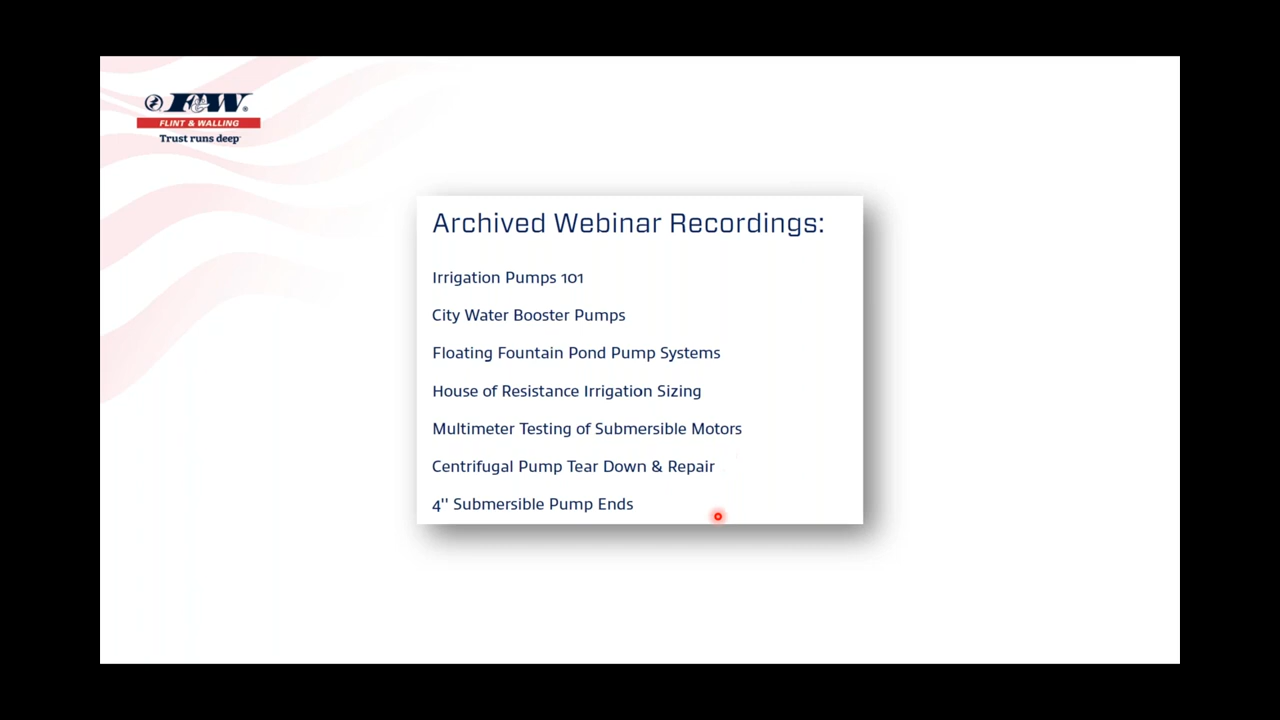 F&W®
FLINT & WALLING
Trust runs deep
Archived Webinar Recordings:
Irrigation Pumps 101
City Water Booster Pumps
Floating Fountain Pond Pump Systems
House of Resistance Irrigation Sizing
Multimeter Testing of Submersible Motors
Centrifugal Pump Tear Down & Repair
4'' Submersible Pump Ends